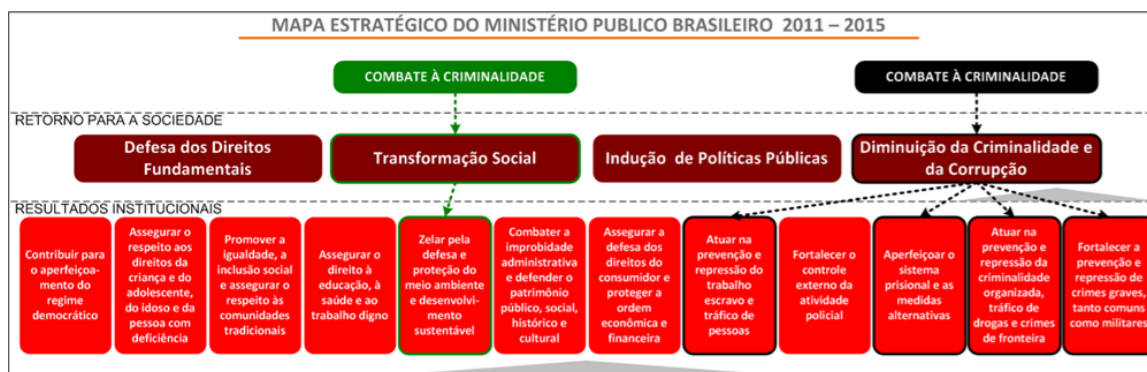 MAPA ESTRATÉGICO DO MINISTÉRIO PUBLICO BRASILEIRO 2011 – 2015
COMBATE À CRIMINALIDADE
COMBATE À CRIMINALIDADE
RETORNO PARA A SOCIEDADE
Defesa dos Direitos
Fundamentais
Transformação Social
Indução de Políticas Públicas
Diminuição da Criminalidade e
da Corrupção
RESULTADOS INSTITUCIONAIS
Contribuir para
o aperfeiçoa-
mento do
regime
democrático
Assegurar o
respeito aos
direitos da
criança e do
adolescente,
do idoso e da
pessoa com
deficiência
Promover a
igualdade, a
inclusão social
e assegurar o
respeito às
comunidades
tradicionais
Assegurar o
direito à
educação, à
saúde e ao
trabalho digno
Zelar pela
defesa e
proteção do
meio ambiente
e desenvolvi-
mento
sustentável
Combater a
improbidade
administrativa
e defender o
patrimônio
público, social,
histórico e
cultural
Assegurar a
defesa dos
direitos do
consumidor e
proteger a
ordem
econômica e
financeira
Atuar na
prevenção e
repressão do
trabalho
escravo e
tráfico de
pessoas
Fortalecer o
controle
externo da
atividade
policial
Aperfeiçoar o
sistema
prisional e as
medidas
alternativas
Atuar na
prevenção e
repressão da
criminalidade
organizada,
tráfico de
drogas e crimes
de fronteira
Fortalecer a
prevenção e
repressão de
crimes graves,
tanto comuns
como militares